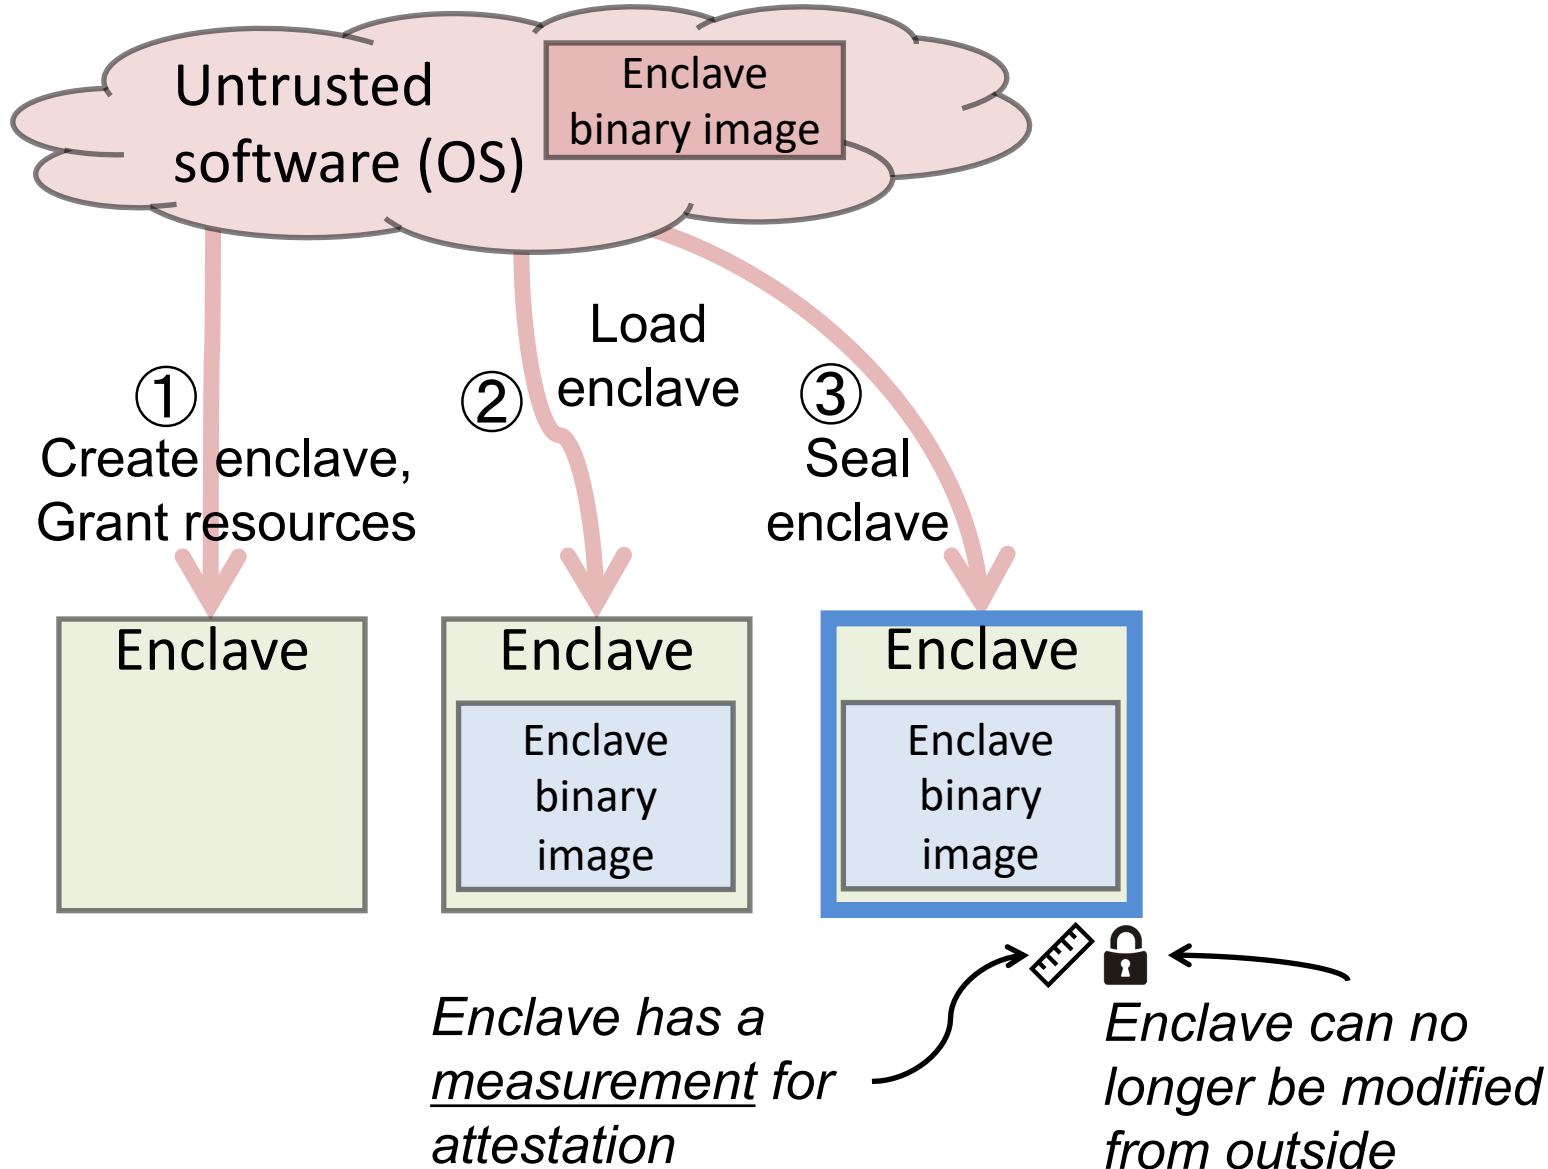 Untrusted
software (OS)
Enclave
binary image
①
Create enclave,
Grant resources
②
Load
enclave
③
Seal
enclave
Enclave
Enclave
binary
image
Enclave
Enclave
Enclave
binary
image
Enclave has a
measurement for
attestation
Enclave can no
longer be modified
from outside